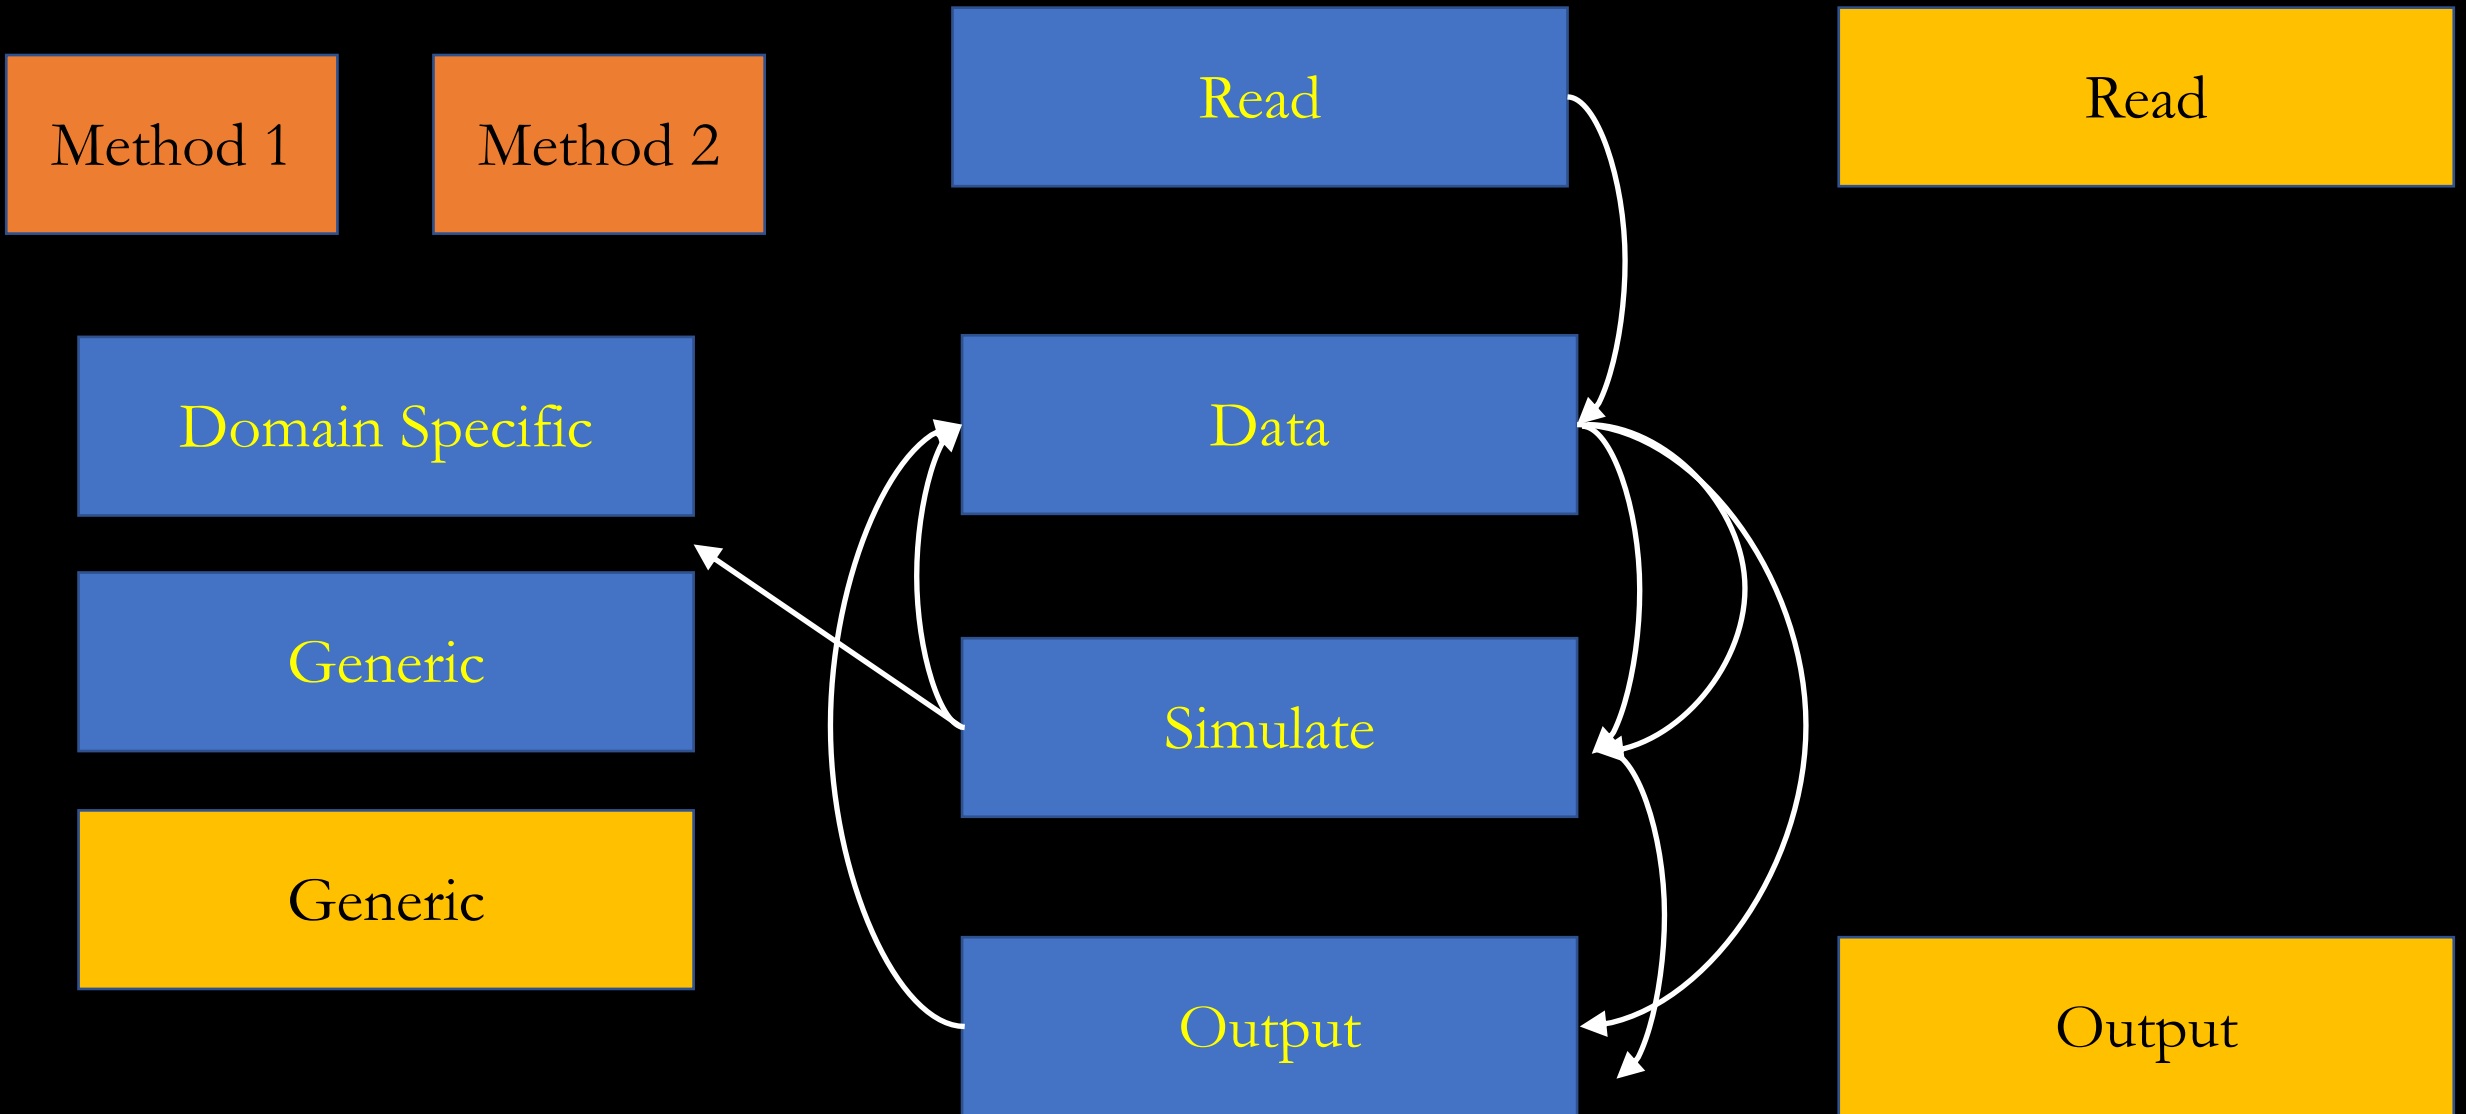 Read
Read
Method 1
Method 2
Domain Specific
Data
Generic
Simulate
Generic
Output
Output